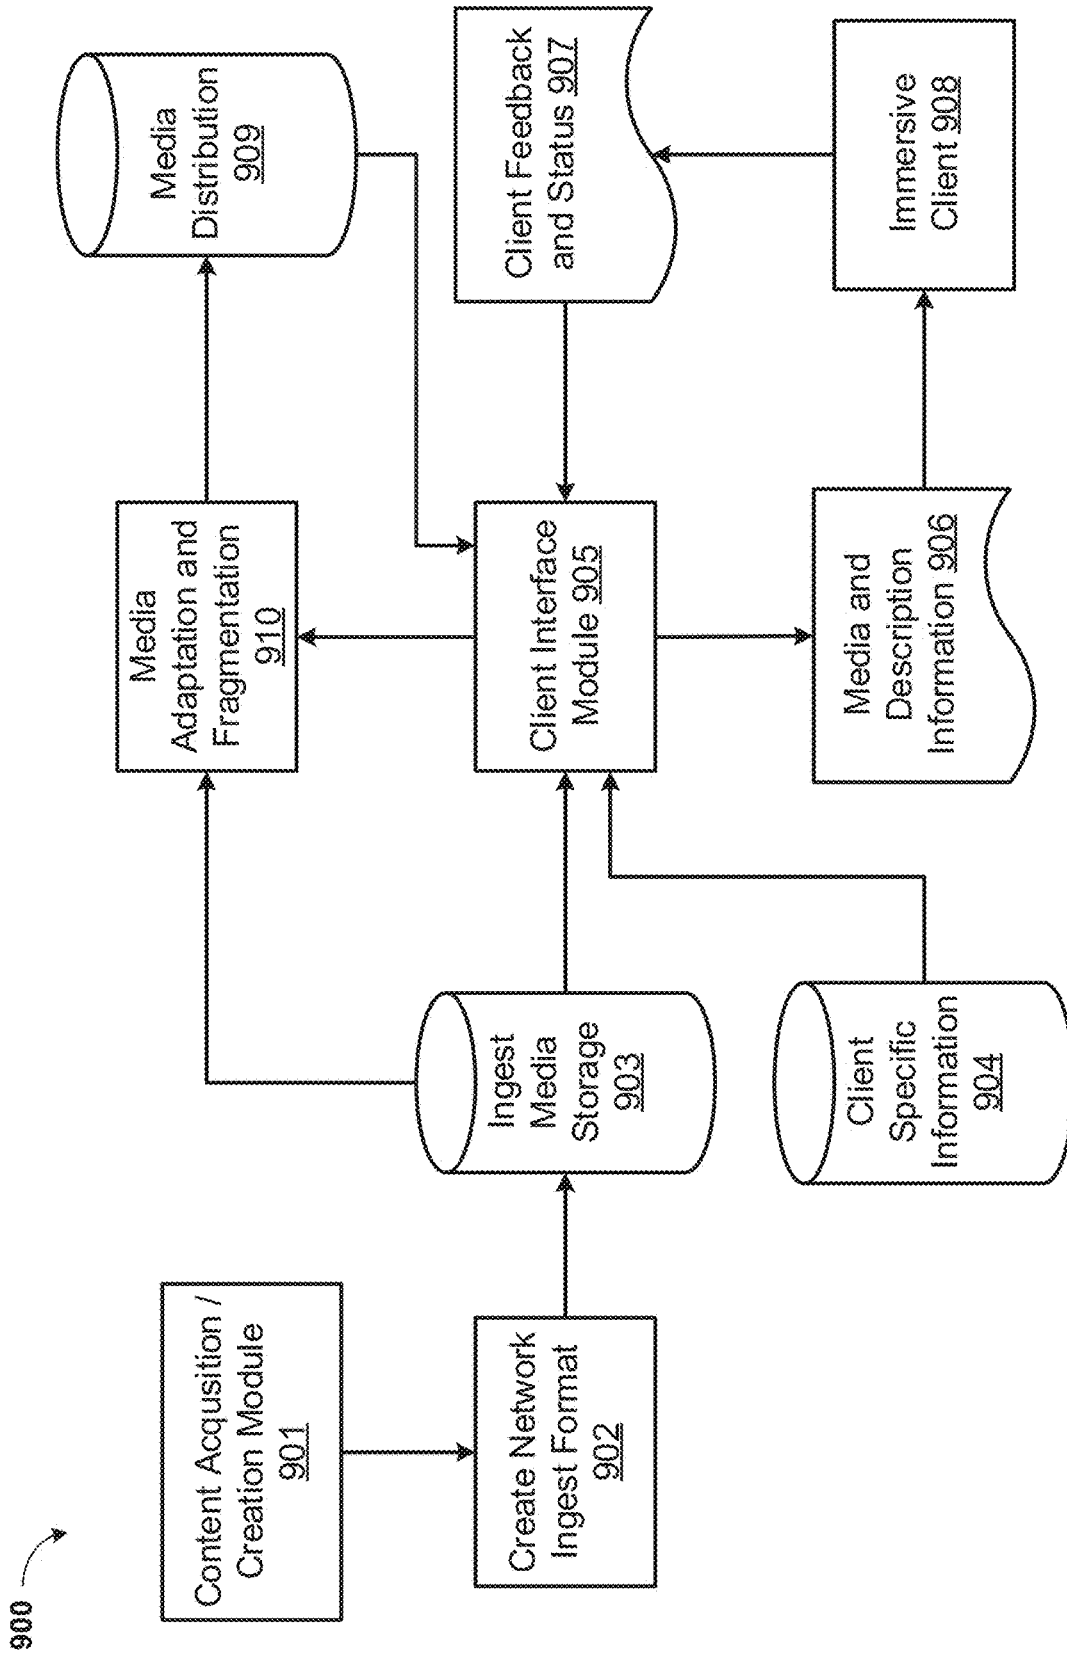 900
Content Acqusition /
Creation Module
901
Create Network
Ingest Format
902
Ingest
Media
Storage
903
Client
Specific
Information
904
Media
Adaptation and
Fragmentation
910
Client Interface
Module 905
Media and
Description
Information 906
Media
Distribution
909
Client Feedback
and Status 907
Immersive
Client 908